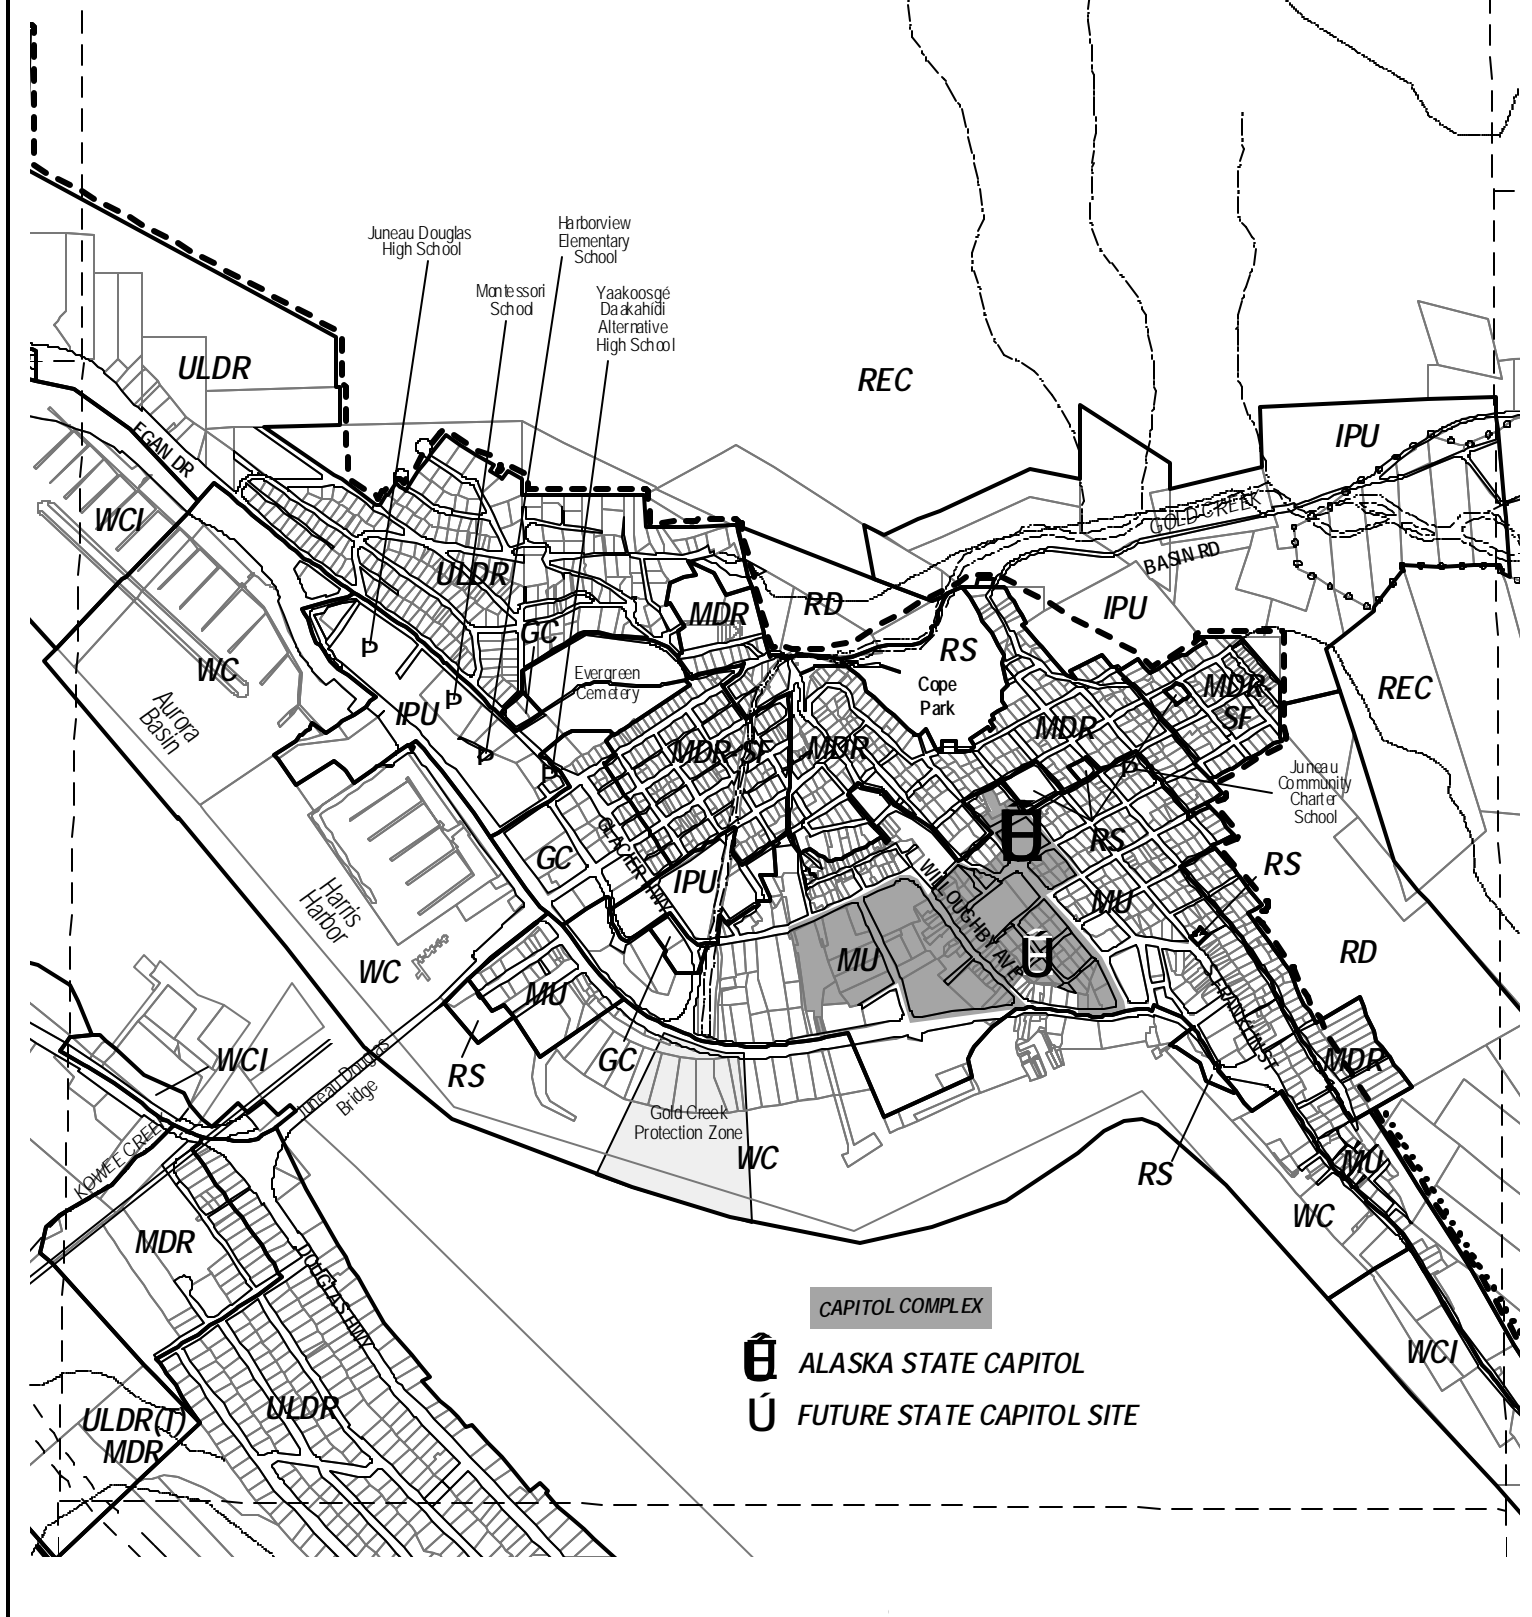 Juneau Douglas
High School
Harborview
Elementary
School
Montessori
School
Yaakoosgé
Daakahídi
Alternative
High School
ULDR
REC
IPU
EGAN DR
WCI
GOLD CREEK
BASIN RD
ULDR
GC
MDR
RD
IPU
RS
WC
Evergreen
Cemetery
Aurora
Basin
IPU
Cope
Park
MDR-
SF
REC
MDR-SF
MDR
MDR
Juneau
Community
Charter
School
GLACIER HWY
GC
IPU
RS
RS
WILLOUGHBY AVE
MU
Harris
Harbor
WC
MU
MU
RD
FRANKLIN ST
WCI
Juneau Douglas
Bridge
RS
GC
MDR
Gold Creek
Protection Zone
WC
RS
MU
KOWEE CREEK
MDR
WC
DOUGLAS HWY
CAPITOL COMPLEX
ALASKA STATE CAPITOL
WCI
FUTURE STATE CAPITOL SITE
ULDR(T)
MDR
ULDR